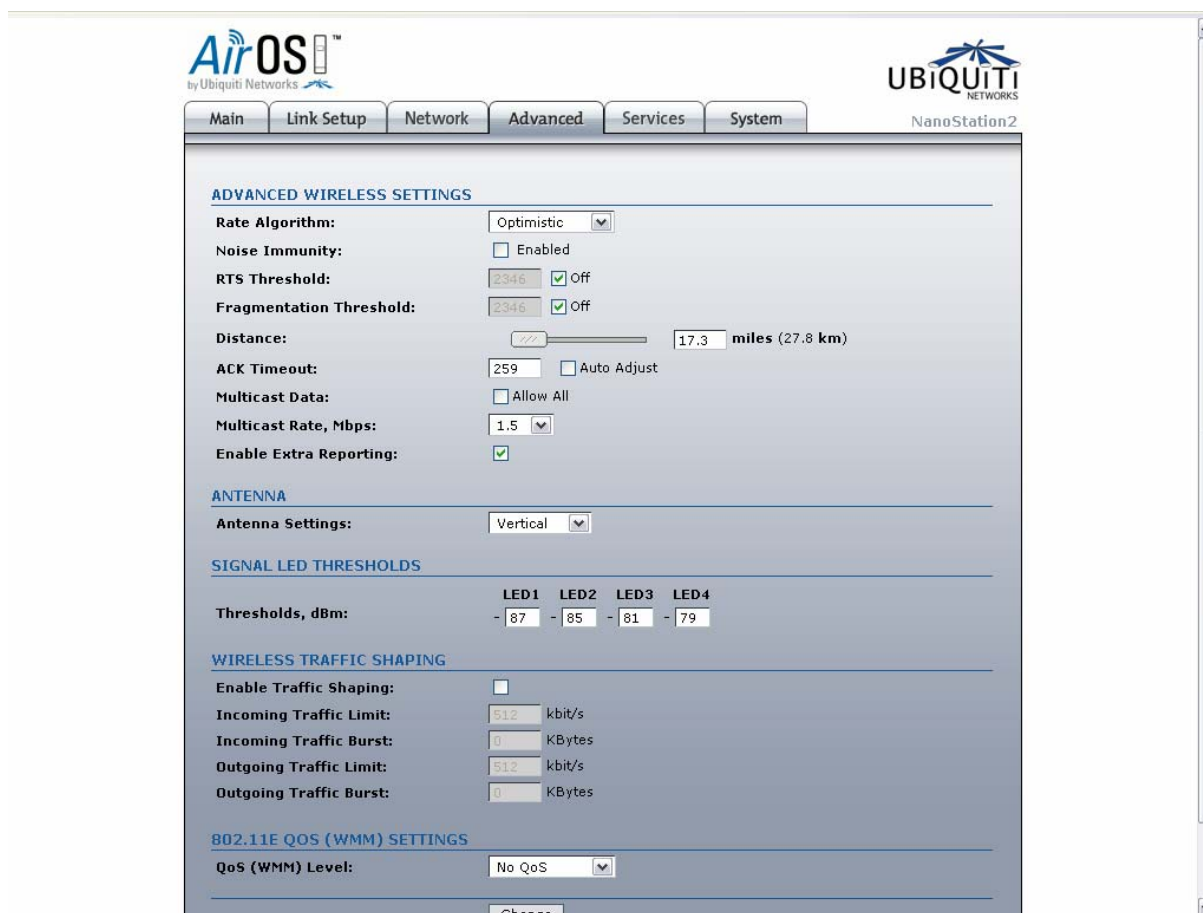 AirOS™
by Ubiquiti Networks
UBiQUiTi
NETWORKS
Main Link Setup Network Advanced Services System
NanoStation2
ADVANCED WIRELESS SETTINGS
Rate Algorithm: Optimistic
Noise Immunity: Enabled
RTS Threshold: 2346 Off
Fragmentation Threshold: 2346 Off
Distance: 17.3 miles (27.8 km)
ACK Timeout: 259 Auto Adjust
Multicast Data: Allow All
Multicast Rate, Mbps: 1.5
Enable Extra Reporting:
ANTENNA
Antenna Settings: Vertical
SIGNAL LED THRESHOLDS
LED1 LED2 LED3 LED4
Thresholds, dBm: - 87 - 85 - 81 - 79
WIRELESS TRAFFIC SHAPING
Enable Traffic Shaping:
Incoming Traffic Limit: 512 kbit/s
Incoming Traffic Burst: 0 KBytes
Outgoing Traffic Limit: 512 kbit/s
Outgoing Traffic Burst: 0 KBytes
802.11E QOS (WMM) SETTINGS
QoS (WMM) Level: No QoS
Change